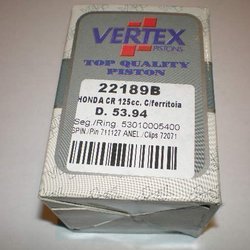 VERTEX
PISTONS
TOP QUALITY
PISTON
22189B
HONDA CR 125cc. C/ferritoia
D. 53.94
Seg./Ring. 53010005400
SPIN./Pin 711127 ANEL./Clips 72071